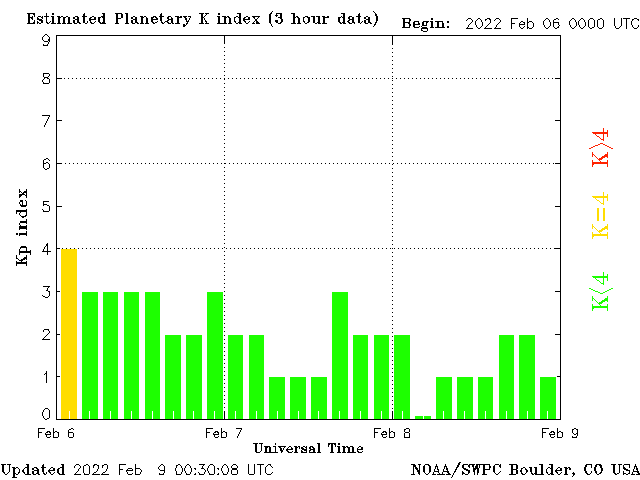 Estimated Planetary K index (3 hour data)
Begin: 2022 Feb 06 0000 UTC
9
8
7
6
5
4
3
2
1
0
Kp index
K>4
K=4
K<4
Feb 6
Feb 7
Feb 8
Feb 9
Universal Time
Updated 2022 Feb 9 00:30:08 UTC
NOAA/SWPC Boulder, CO USA